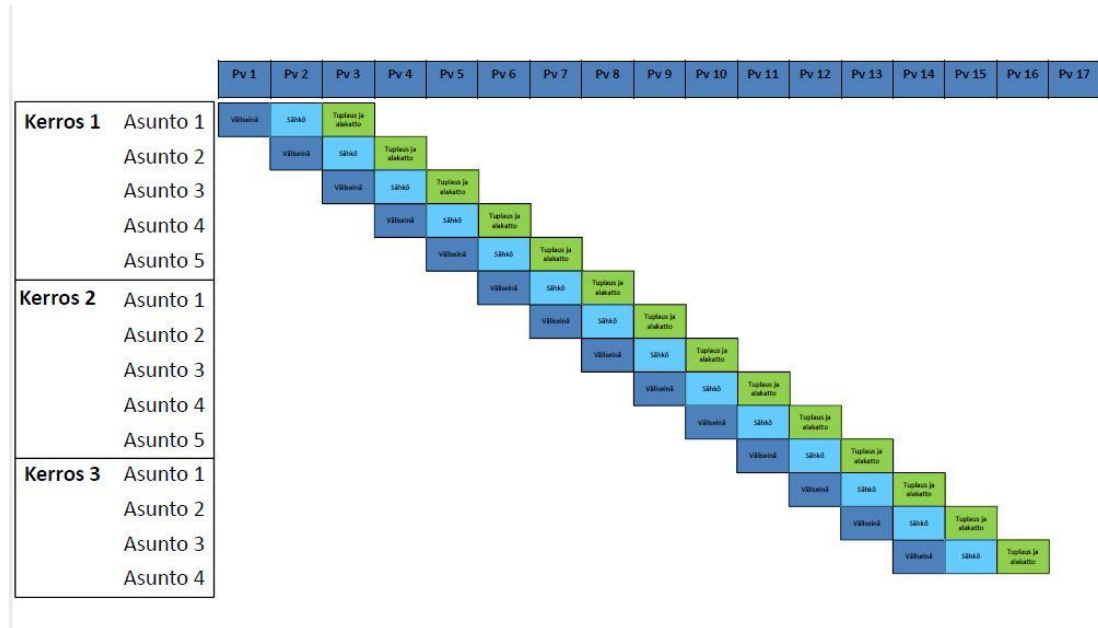 Pv 1 Pv 2 Pv 3 Pv 4 Pv 5 Pv 6 Pv 7 Pv 8 Pv 9 Pv 10 Pv 11 Pv 12 Pv 13 Pv 14 Pv 15 Pv 16 Pv 17
Kerros 1 Asunto 1 Väliseinä Sähkö Tuplaus ja
alakatto
Asunto 2 Väliseinä Sähkö Tuplaus ja
alakatto
Asunto 3 Väliseinä Sähkö Tuplaus ja
alakatto
Asunto 4 Väliseinä Sähkö Tuplaus ja
alakatto
Asunto 5 Väliseinä Sähkö Tuplaus ja
alakatto
Kerros 2 Asunto 1 Väliseinä Sähkö Tuplaus ja
alakatto
Asunto 2 Väliseinä Sähkö Tuplaus ja
alakatto
Asunto 3 Väliseinä Sähkö Tuplaus ja
alakatto
Asunto 4 Väliseinä Sähkö Tuplaus ja
alakatto
Asunto 5 Väliseinä Sähkö Tuplaus ja
alakatto
Kerros 3 Asunto 1 Väliseinä Sähkö Tuplaus ja
alakatto
Asunto 2 Väliseinä Sähkö Tuplaus ja
alakatto
Asunto 3 Väliseinä Sähkö Tuplaus ja
alakatto
Asunto 4 Väliseinä Sähkö Tuplaus ja
alakatto